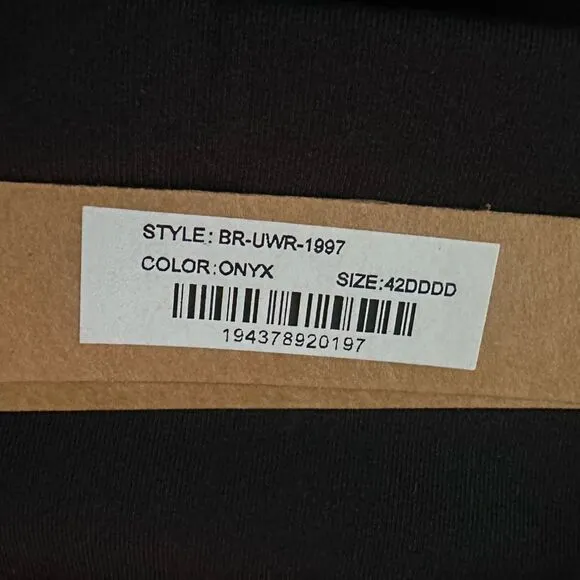 STYLE: BR-UWR-1997
COLOR:ONYX SIZE:42DDDD
194378920197